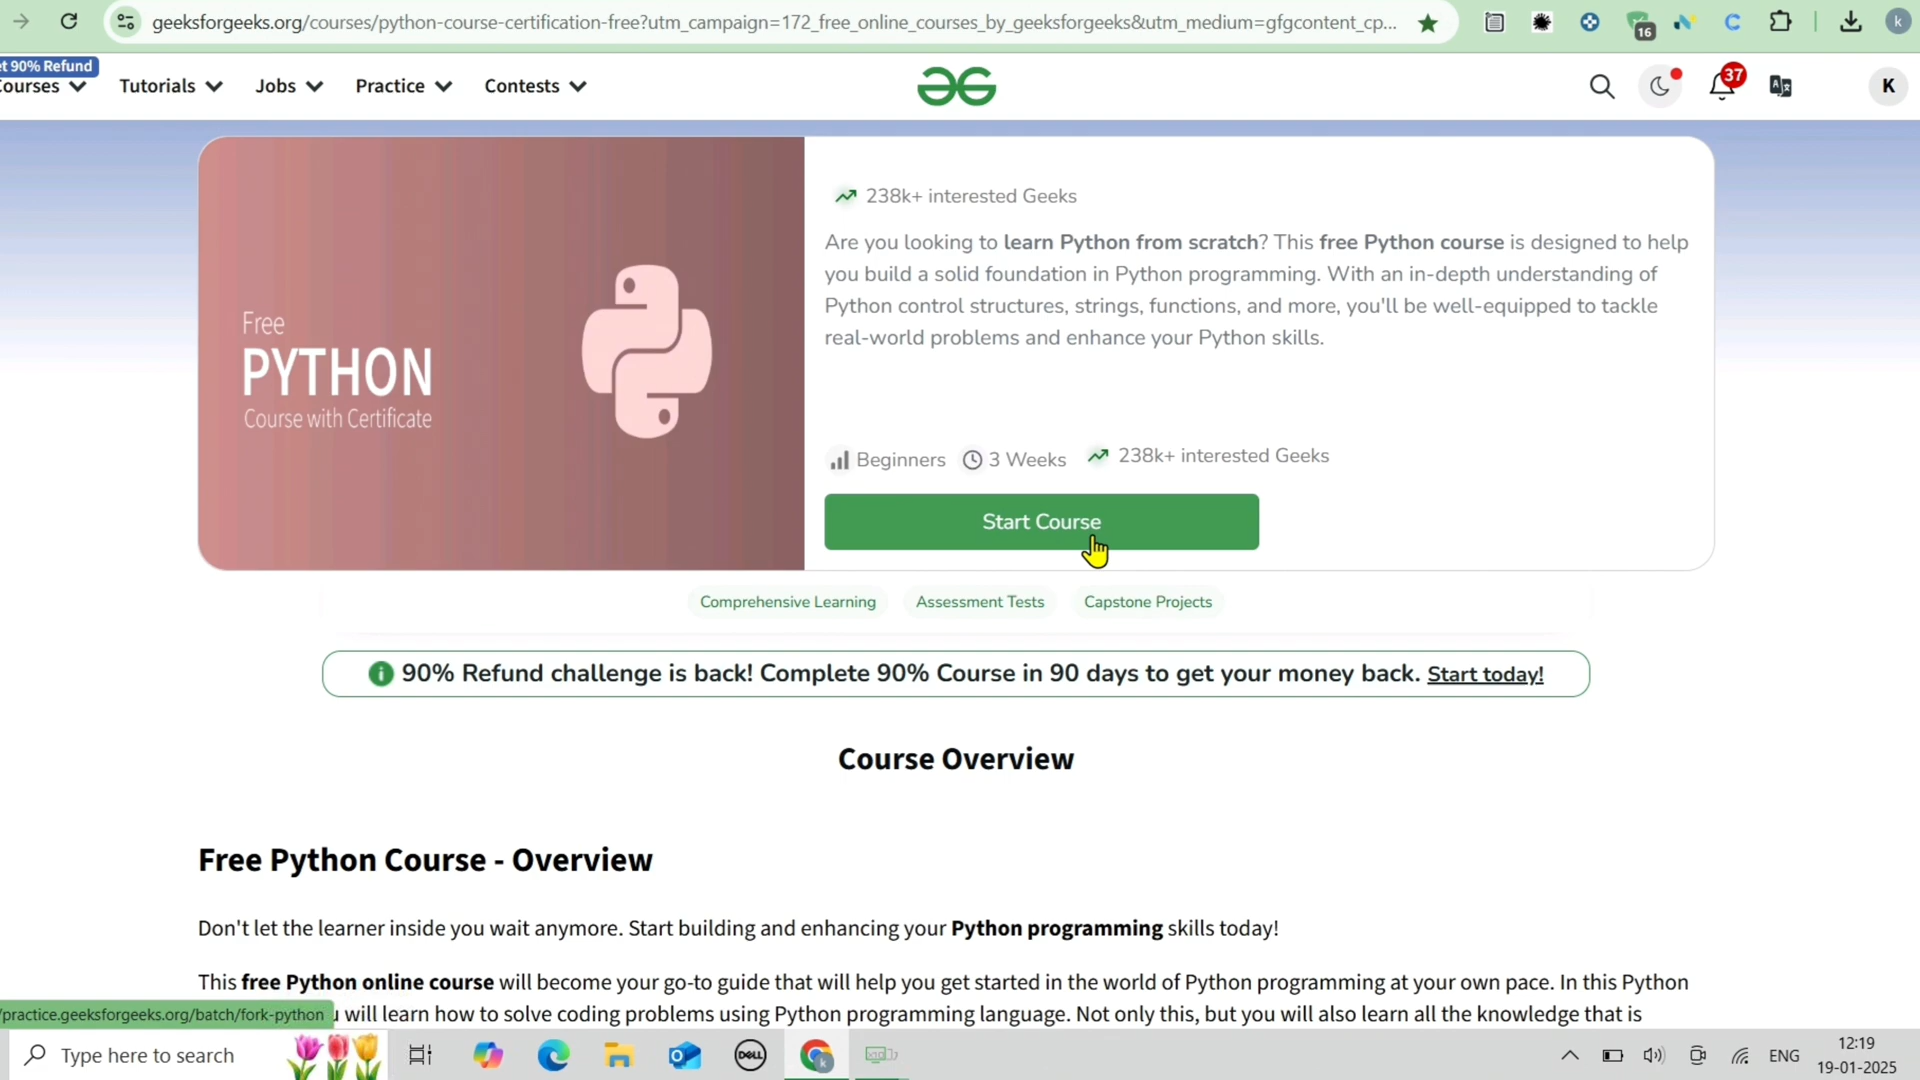 geeksforgeeks.org/courses/python-course-certification-free?utm_campaign=172_free_online_courses_by_geeksforgeeks&utm_medium=gfgcontent_cp...
16
k
et 90% Refund
ourses
Tutorials
Jobs
Practice
Contests
37
K
Free
PYTHON
Course with Certificate
238k+ interested Geeks
Are you looking to learn Python from scratch? This free Python course is designed to help
you build a solid foundation in Python programming. With an in-depth understanding of
Python control structures, strings, functions, and more, you'll be well-equipped to tackle
real-world problems and enhance your Python skills.
Beginners
3 Weeks
238k+ interested Geeks
Start Course
Comprehensive Learning
Assessment Tests
Capstone Projects
90% Refund challenge is back! Complete 90% Course in 90 days to get your money back. Start today!
Course Overview
Free Python Course - Overview
Don't let the learner inside you wait anymore. Start building and enhancing your Python programming skills today!
This free Python online course will become your go-to guide that will help you get started in the world of Python programming at your own pace. In this Python
will learn how to solve coding problems using Python programming language. Not only this, but you will also learn all the knowledge that is
/practice.geeksforgeeks.org/batch/fork-python
Type here to search
DELL
k
ENG
12:19
19-01-2025